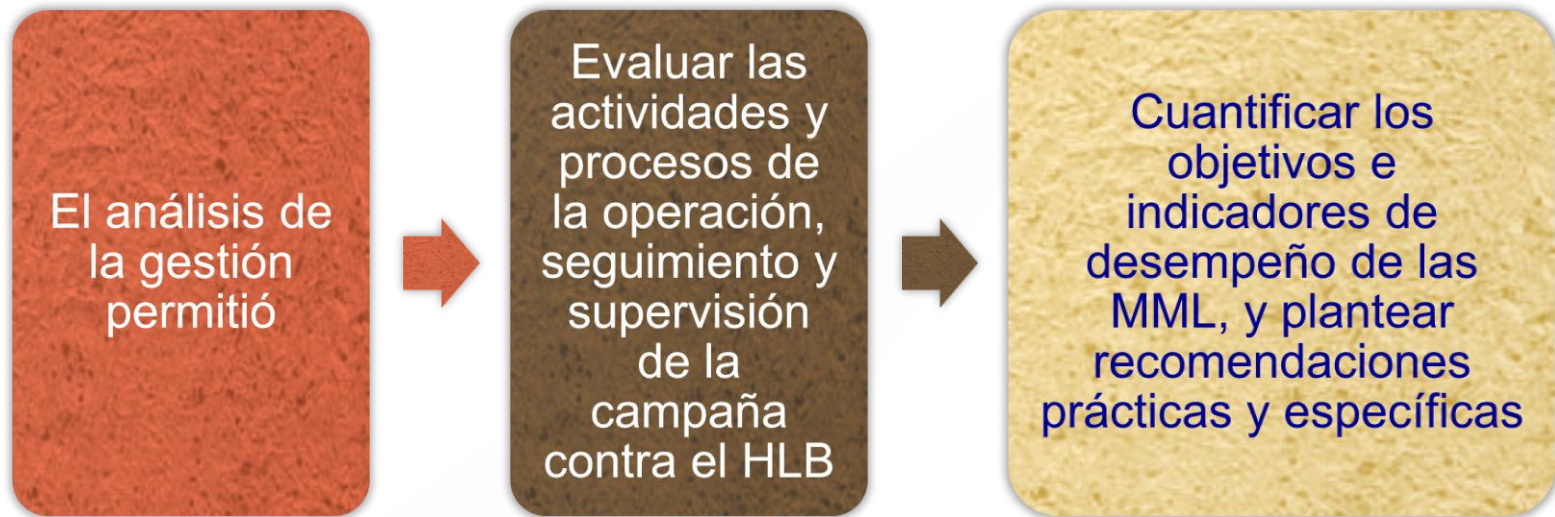 El análisis de
la gestión
permitió
Evaluar las
actividades y
procesos de
la operación,
seguimiento y
supervisión
de la
campaña
contra el HLB
Cuantificar los
objetivos e
indicadores de
desempeño de las
MML, y plantear
recomendaciones
prácticas y específicas